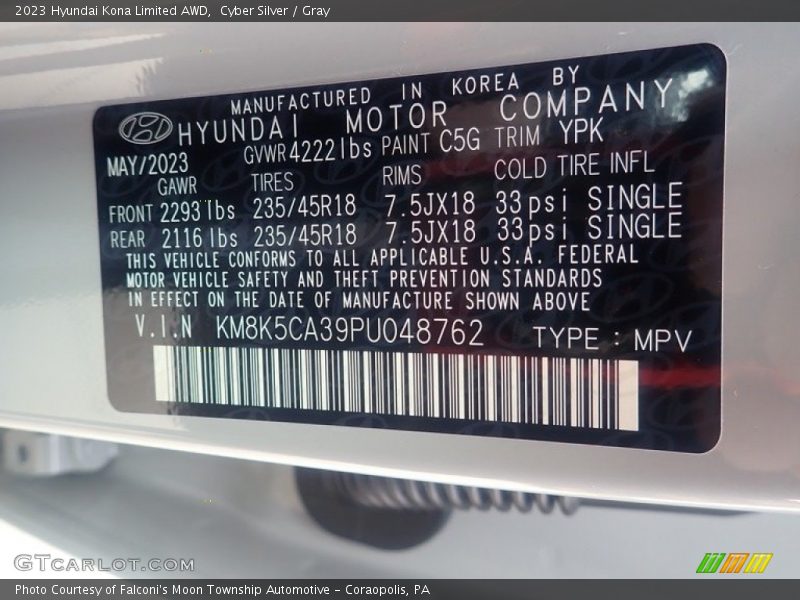 2023 Hyundai Kona Limited AWD, Cyber Silver / Gray
MANUFACTURED IN KOREA BY
HYUNDAI MOTOR COMPANY
MAY/2023 GVWR 4222 lbs PAINT C5G TRIM YPK
GAWR TIRES RIMS COLD TIRE INFL
FRONT 2293 lbs 235/45R18 7.5JX18 33 psi SINGLE
REAR 2116 lbs 235/45R18 7.5JX18 33 psi SINGLE
THIS VEHICLE CONFORMS TO ALL APPLICABLE U.S.A. FEDERAL
MOTOR VEHICLE SAFETY AND THEFT PREVENTION STANDARDS
IN EFFECT ON THE DATE OF MANUFACTURE SHOWN ABOVE
V.I.N KM8K5CA39PU048762 TYPE : MPV
GTCARLOT.COM
Photo Courtesy of Falconi's Moon Township Automotive - Coraopolis, PA